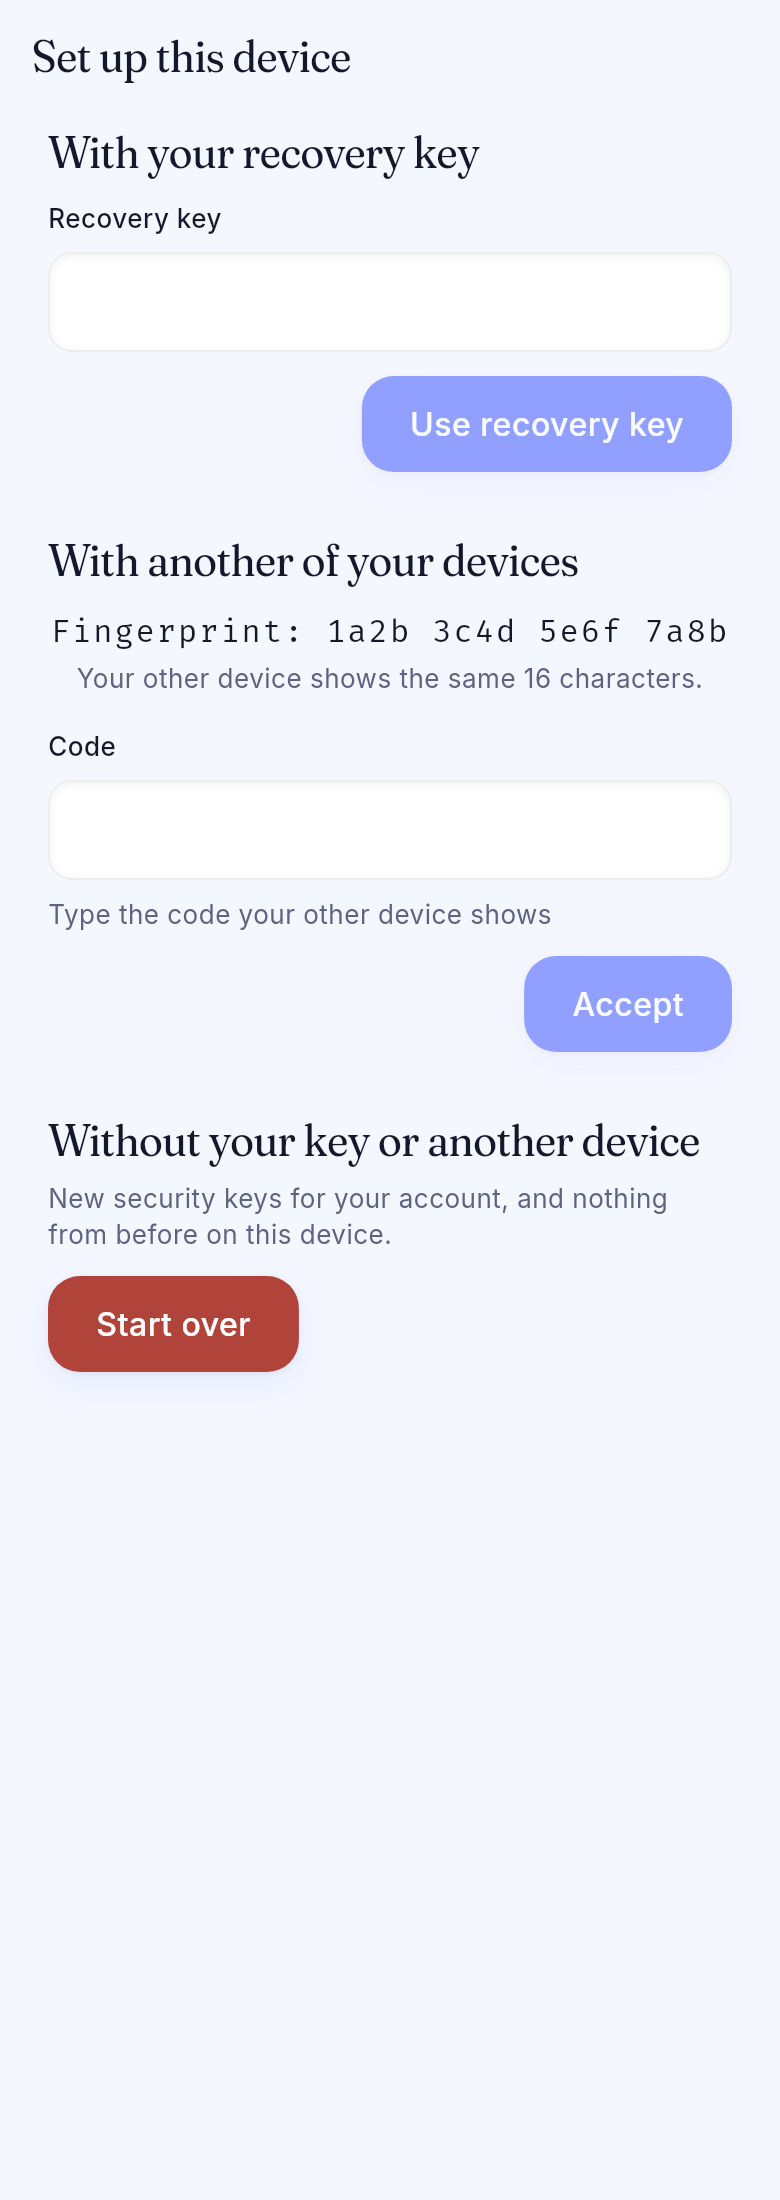 Set up this device
With your recovery key
Recovery key
Use recovery key
With another of your devices
Fingerprint: 1a2b 3c4d 5e6f 7a8b
Your other device shows the same 16 characters.
Code
Type the code your other device shows
Accept
Without your key or another device
New security keys for your account, and nothing
from before on this device.
Start over